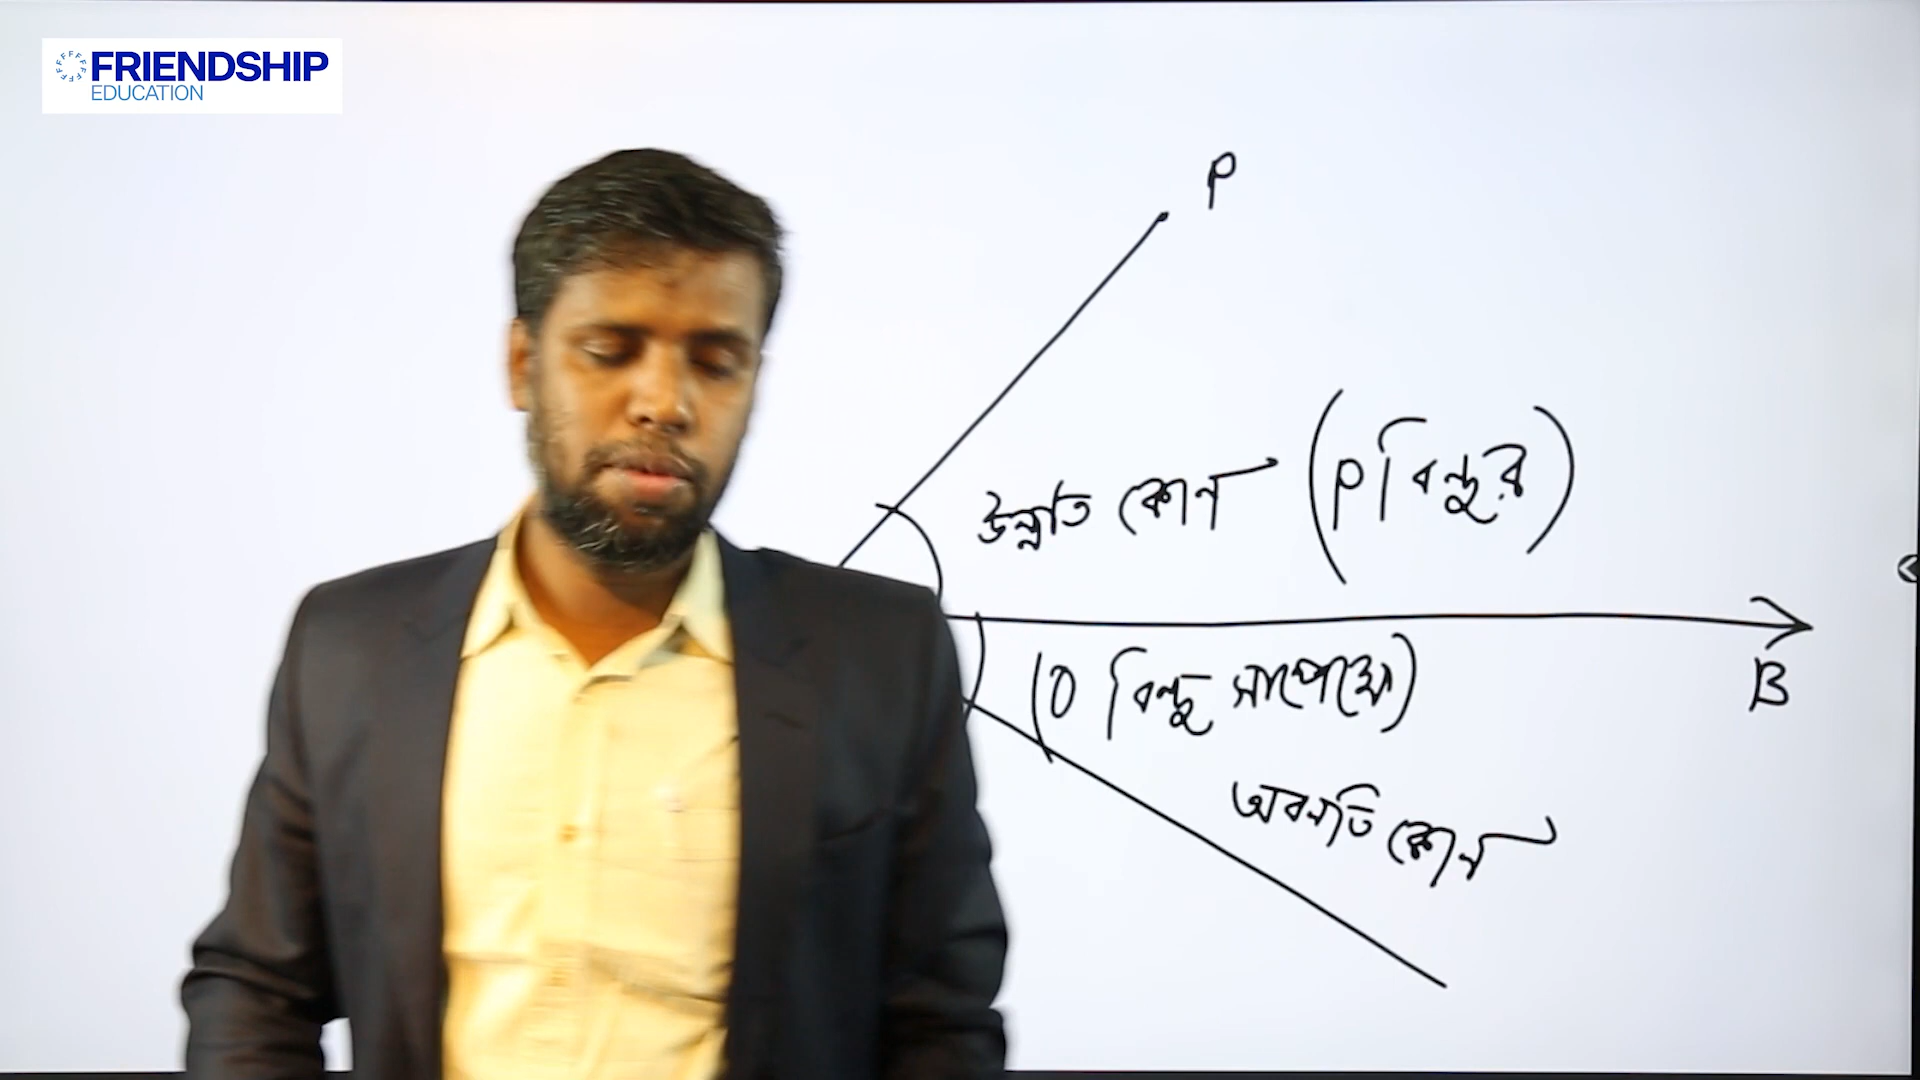 FRIENDSHIP
EDUCATION
P
উন্নতি কোণ (P বিন্দুর)
B
(O বিন্দু সাপেক্ষে)
অবনতি কোণ